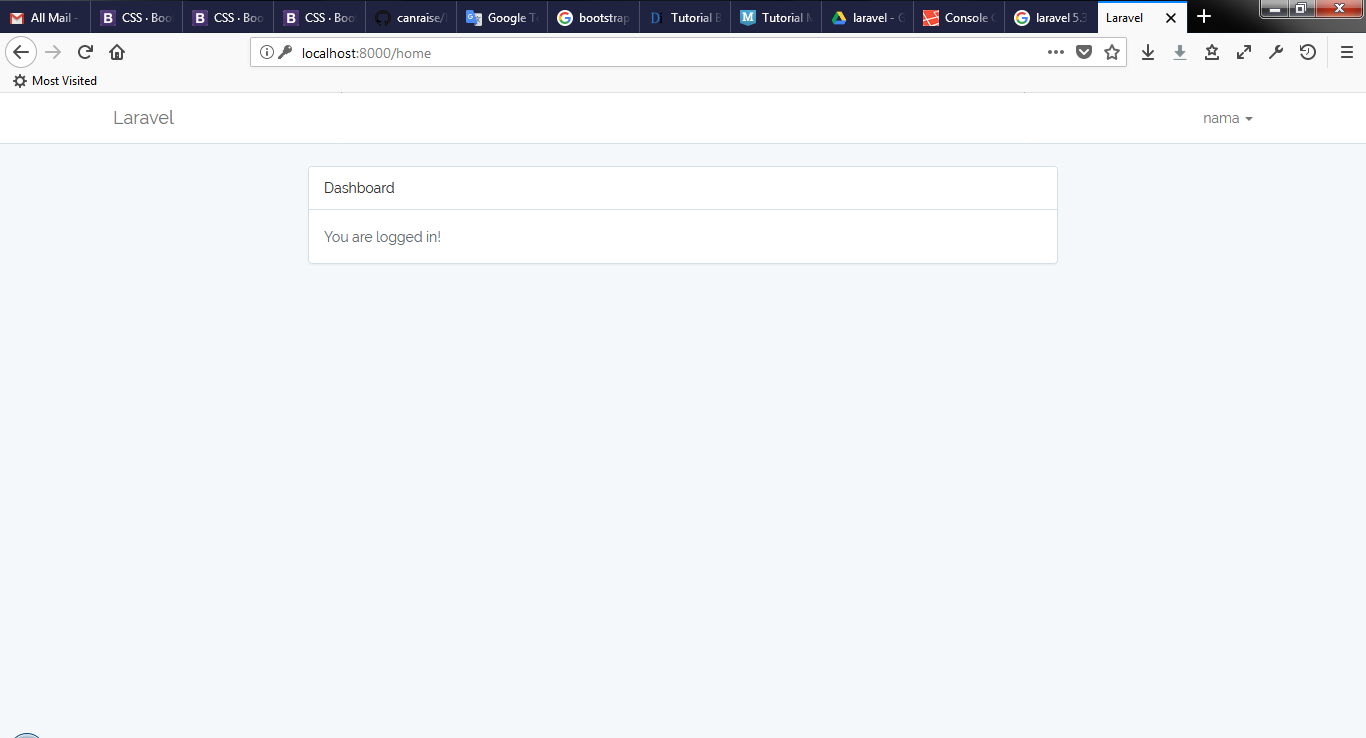 All Mail - CSS · Boo CSS · Boo CSS · Boo canraise/ Google T bootstrap Tutorial B Tutorial M laravel - G Console laravel 5.3 Laravel
localhost:8000/home
Most Visited
Laravel nama
Dashboard
You are logged in!